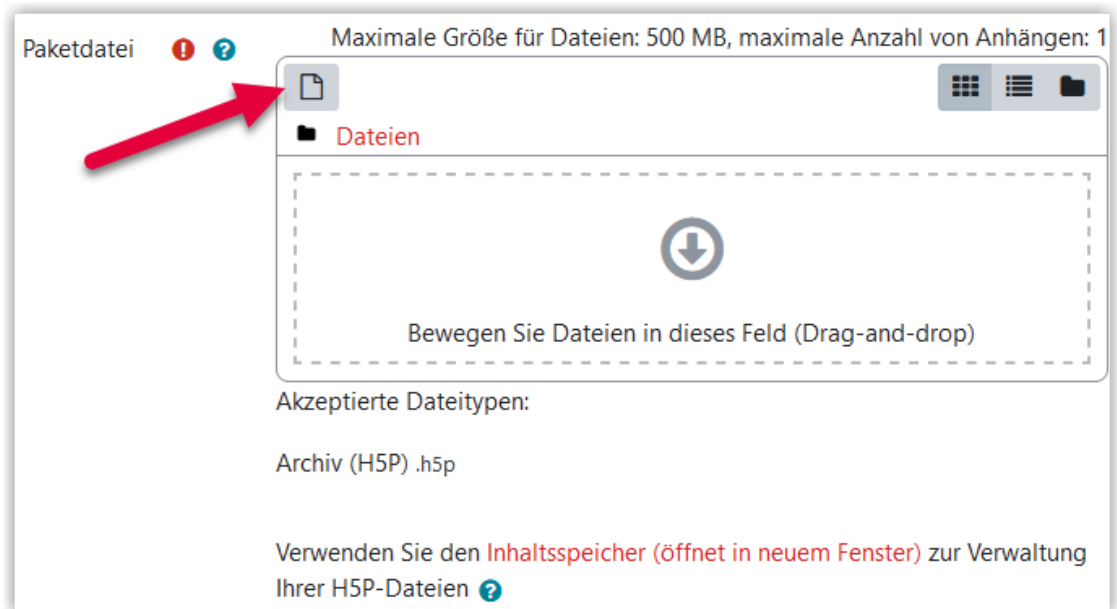 Paketdatei
Maximale Größe für Dateien: 500 MB, maximale Anzahl von Anhängen: 1
Dateien
Bewegen Sie Dateien in dieses Feld (Drag-and-drop)
Akzeptierte Dateitypen:
Archiv (H5P) .h5p
Verwenden Sie den Inhaltsspeicher (öffnet in neuem Fenster) zur Verwaltung
Ihrer H5P-Dateien